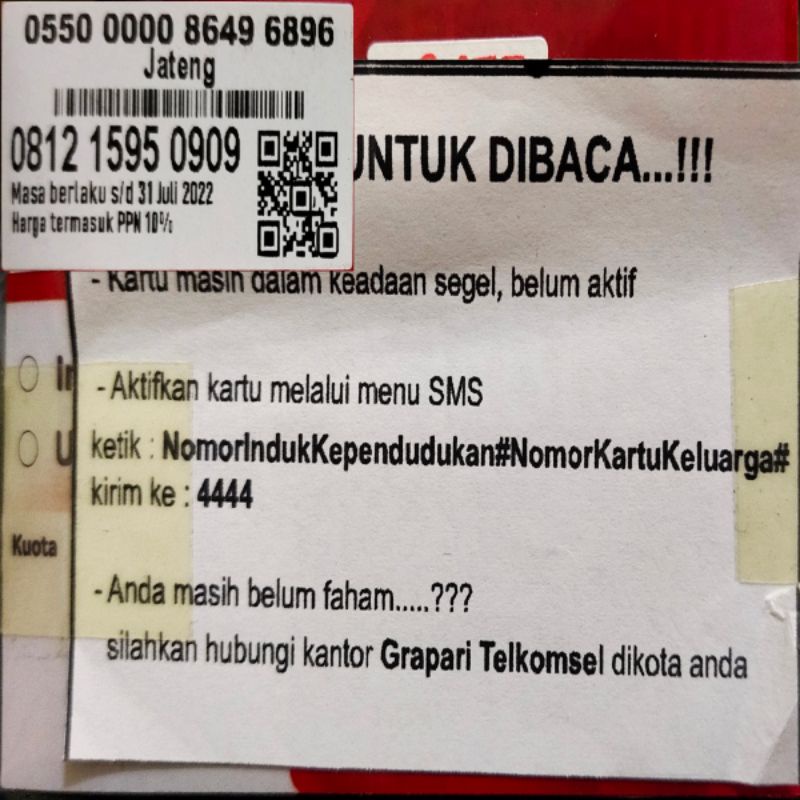 0550 0000 8649 6896
Jateng
0812 1595 0909
Masa berlaku s/d 31 Juli 2022
Harga termasuk PPN 10%
UNTUK DIBACA...!!!
- Kartu masih dalam keadaan segel, belum aktif
- Aktifkan kartu melalui menu SMS
ketik : NomorIndukKependudukan#NomorKartuKeluarga#
kirim ke : 4444
Kuota
- Anda masih belum faham.....???
silahkan hubungi kantor Grapari Telkomsel dikota anda